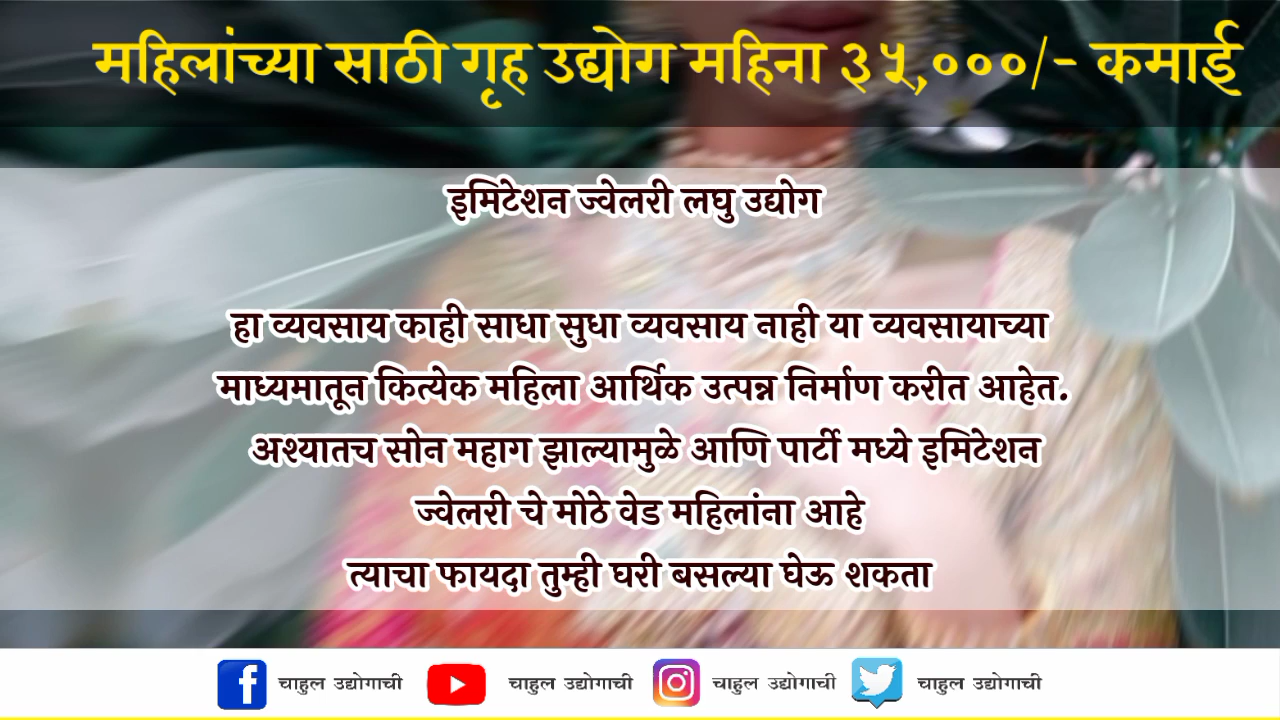 महिलांच्या साठी गृह उद्योग महिना ३५,०००/- कमाई
इमिटेशन ज्वेलरी लघु उद्योग
हा व्यवसाय काही साधा सुधा व्यवसाय नाही या व्यवसायाच्या
माध्यमातून कित्येक महिला आर्थिक उत्पन्न निर्माण करीत आहेत.
अश्यातच सोन महाग झाल्यामुळे आणि पार्टी मध्ये इमिटेशन
ज्वेलरी चे मोठे वेड महिलांना आहे
त्याचा फायदा तुम्ही घरी बसल्या घेऊ शकता
चाहुल उद्योगाची चाहुल उद्योगाची चाहुल उद्योगाची चाहुल उद्योगाची